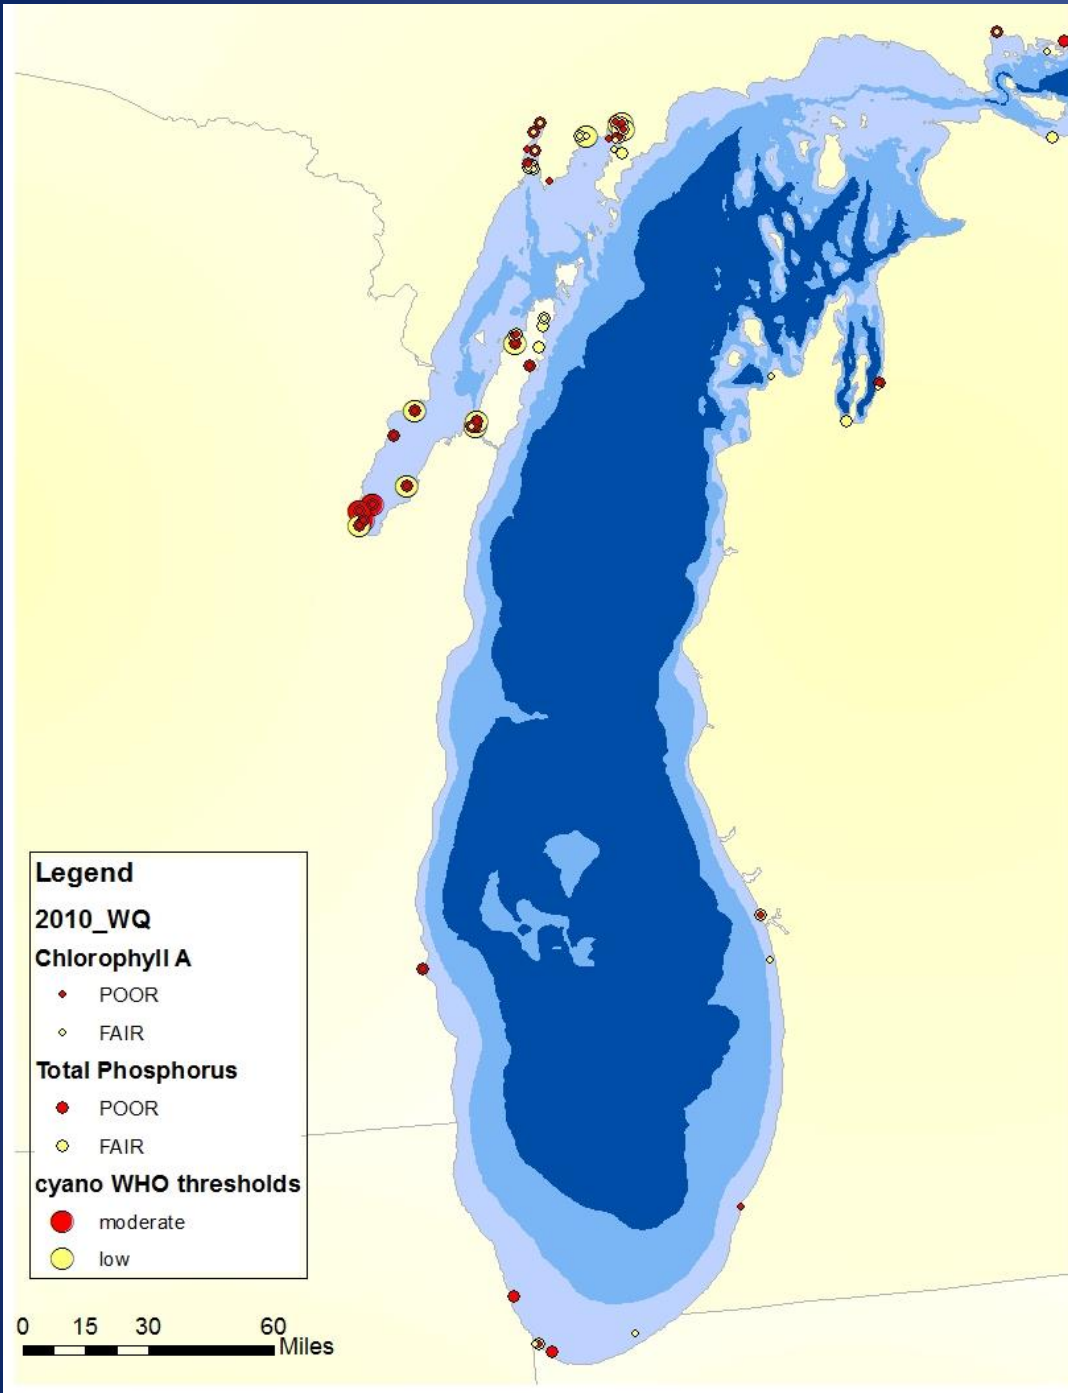 Legend
2010_WQ
Chlorophyll A
POOR
FAIR
Total Phosphorus
POOR
FAIR
cyano WHO thresholds
moderate
low
0 15 30 60
Miles